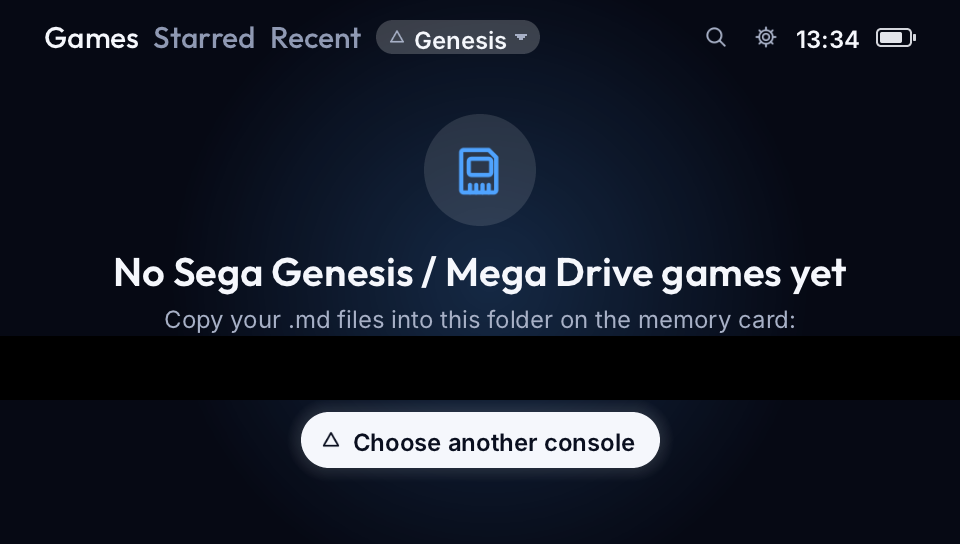 Games Starred Recent Genesis 13:34
No Sega Genesis / Mega Drive games yet
Copy your .md files into this folder on the memory card:
Choose another console